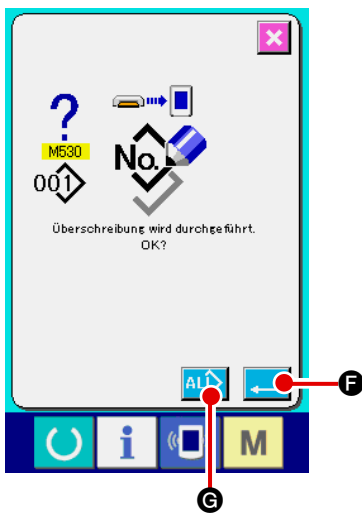 ?
M530
001
No.
Überschreibung wird durchgeführt.
OK?
ALL
F
i
M
G